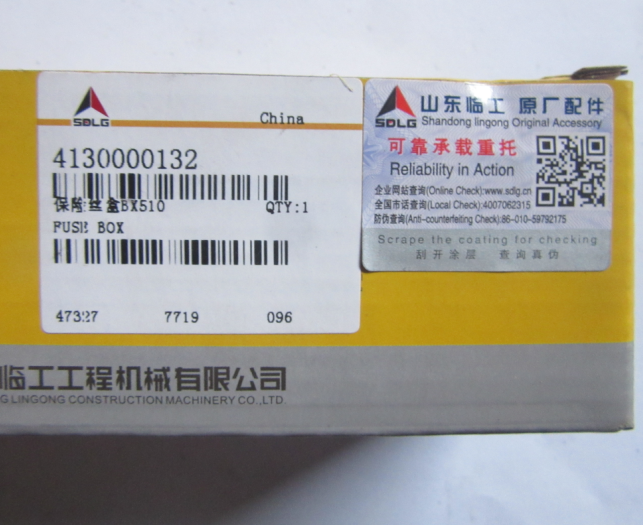 SDLG
China
4130000132
保险丝盒BX510 QTY:1
FUSE BOX
47327 7719 096
SDLG
山东临工 原厂配件
Shandong lingong Original Accessory
可靠承载重托
Reliability in Action
企业网站查询(Online Check):www.sdlg.cn
全国市话查询(Local Check):4007062315
防伪查询(Anti-counterfeiting Check):86-010-59792175
Scrape the coating for checking
刮开涂层 查询真伪
临工工程机械有限公司
G LINGONG CONSTRUCTION MACHINERY CO.,LTD.